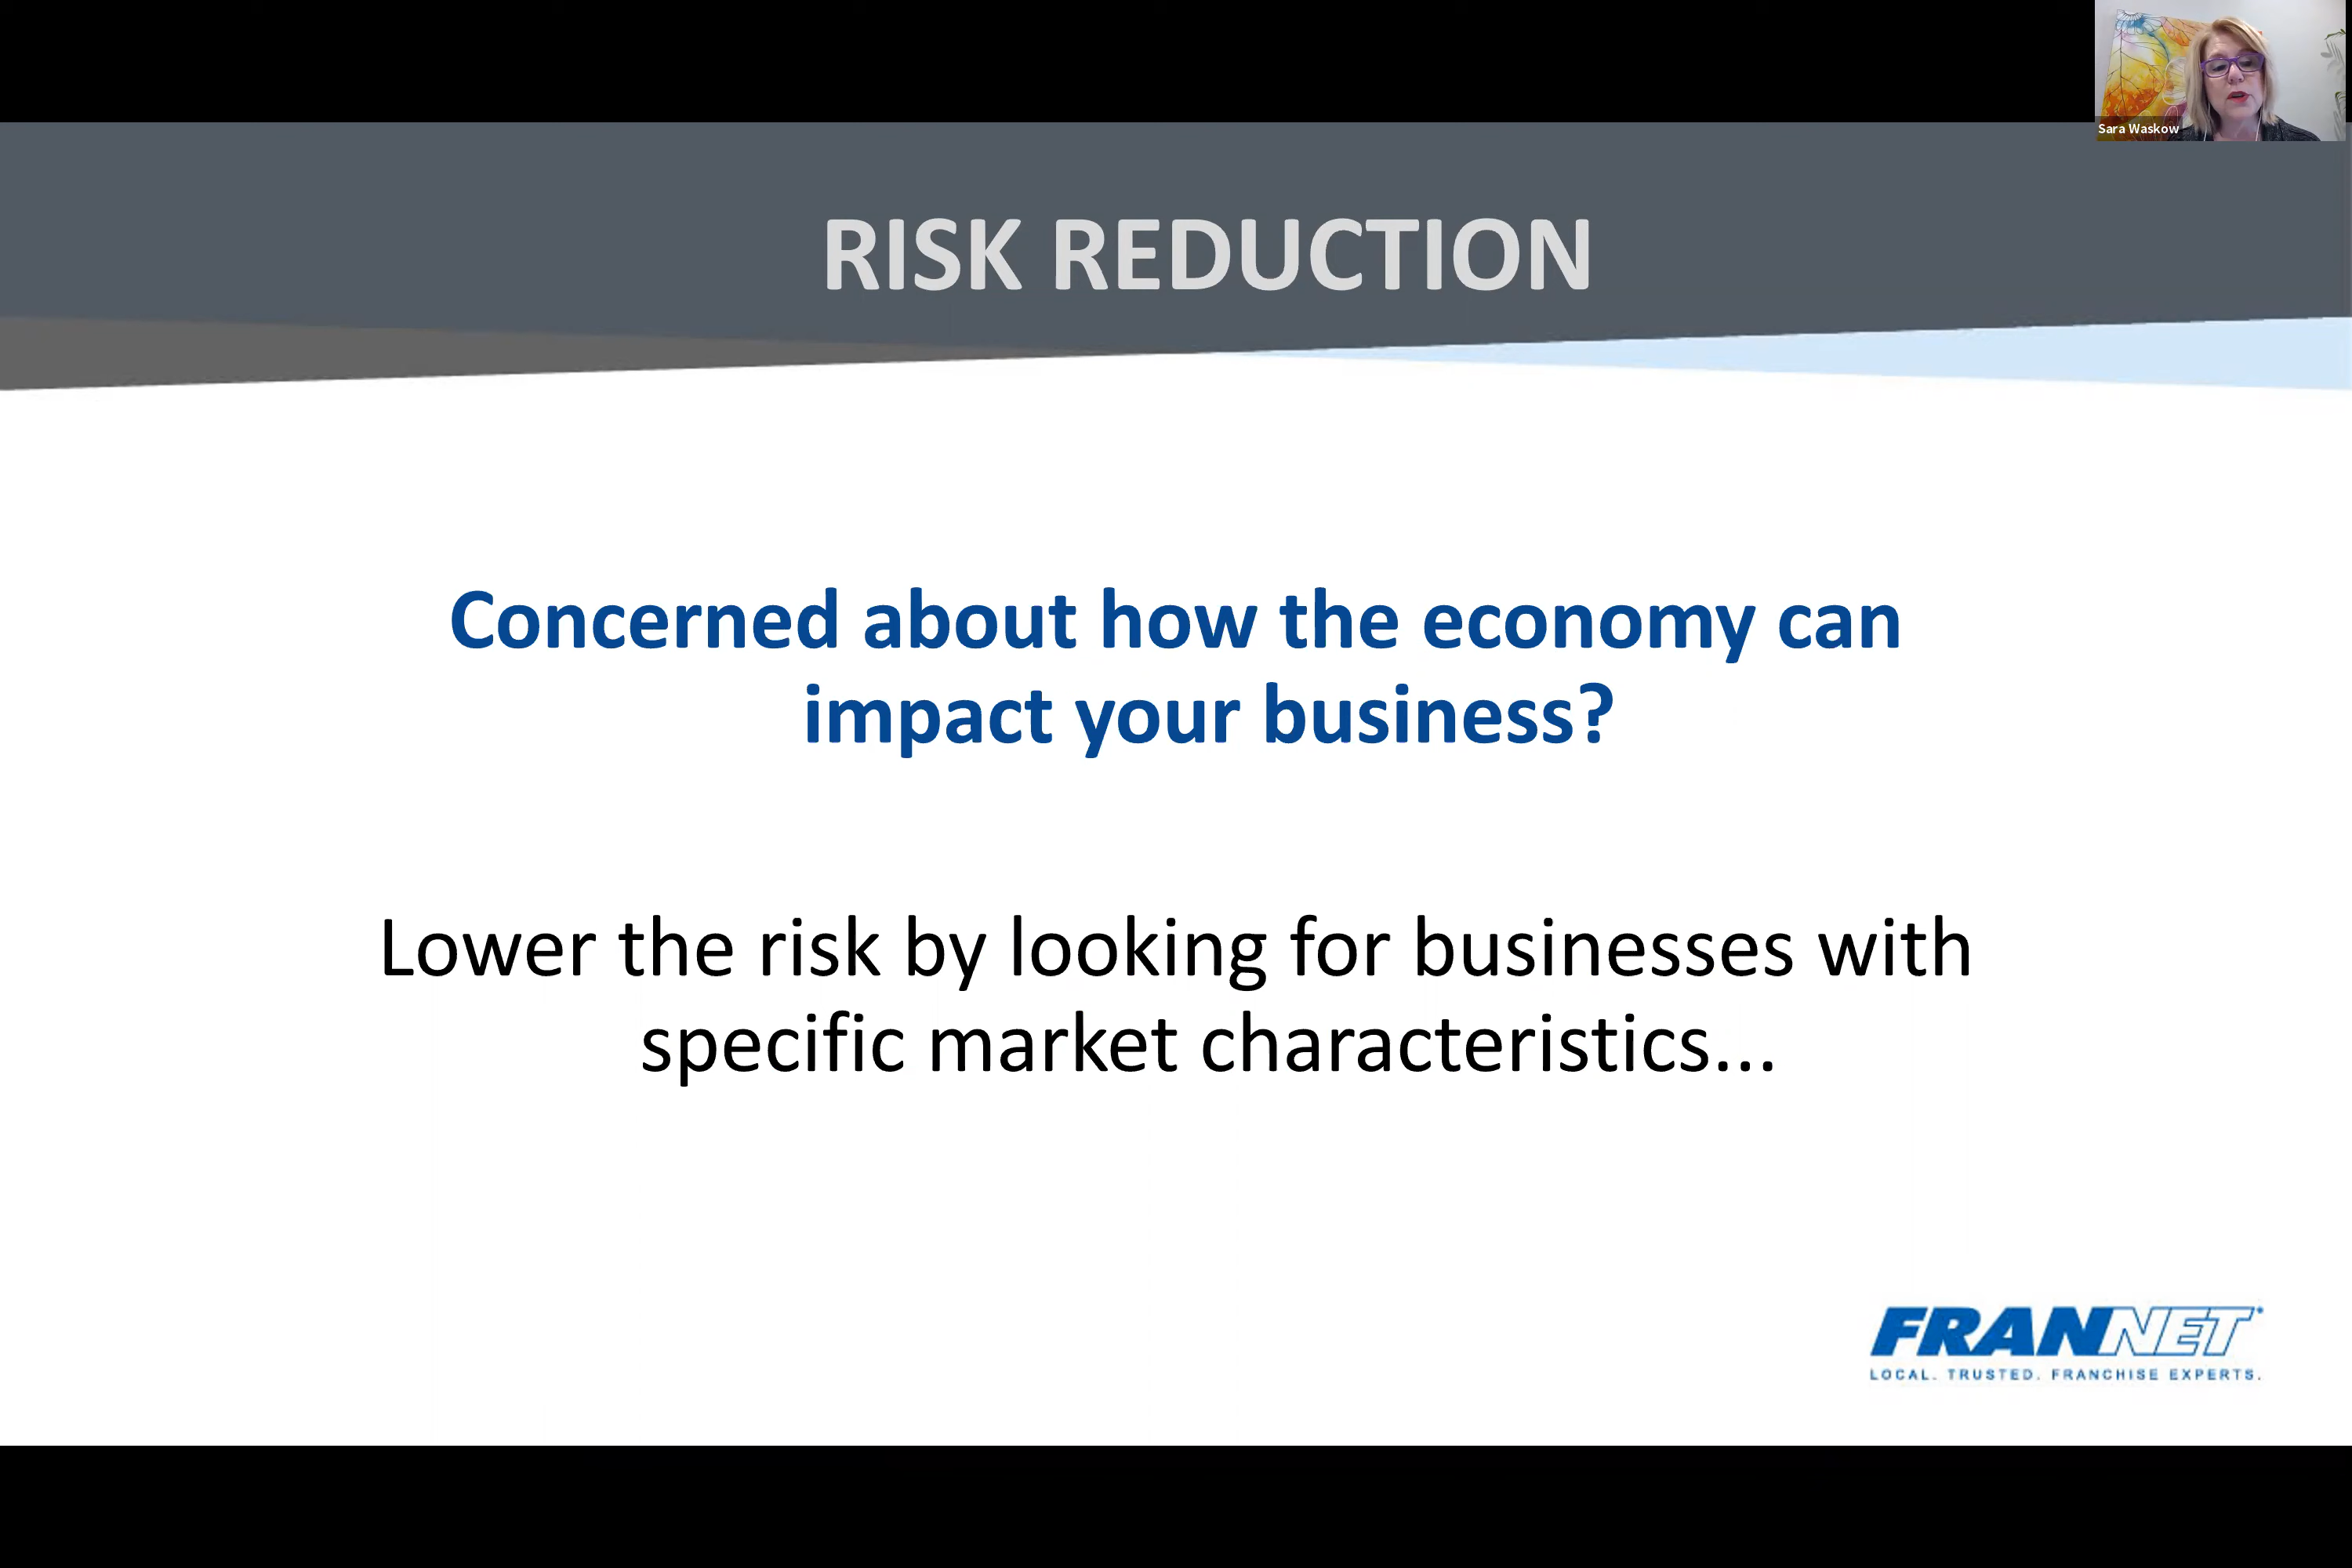 Sara Waskow
RISK REDUCTION
Concerned about how the economy can
impact your business?
Lower the risk by looking for businesses with
specific market characteristics...
FRANNET
LOCAL. TRUSTED. FRANCHISE EXPERTS.